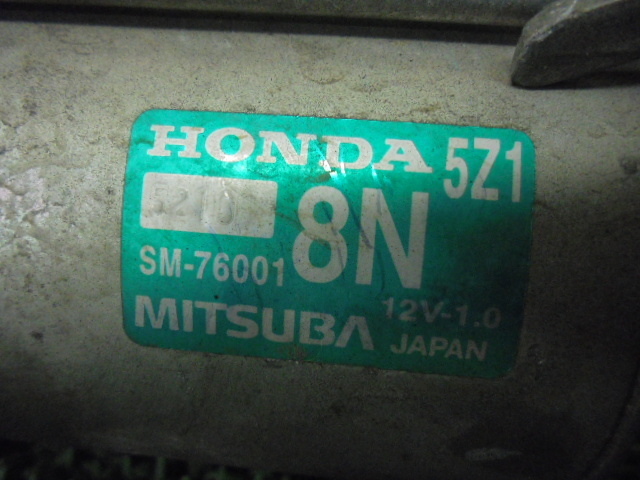 HONDA 5Z1
8N
SM-76001
MITSUBA 12V-1.0
JAPAN